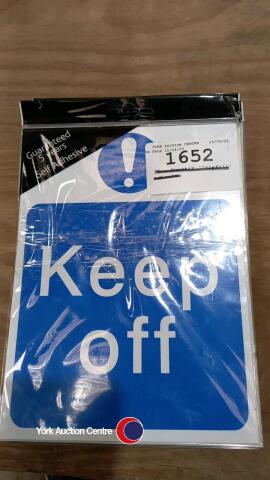 Guaranteed
5 years
Self Adhesive
YORK AUCTION CENTRE
1652
!
Keep
off
York Auction Centre